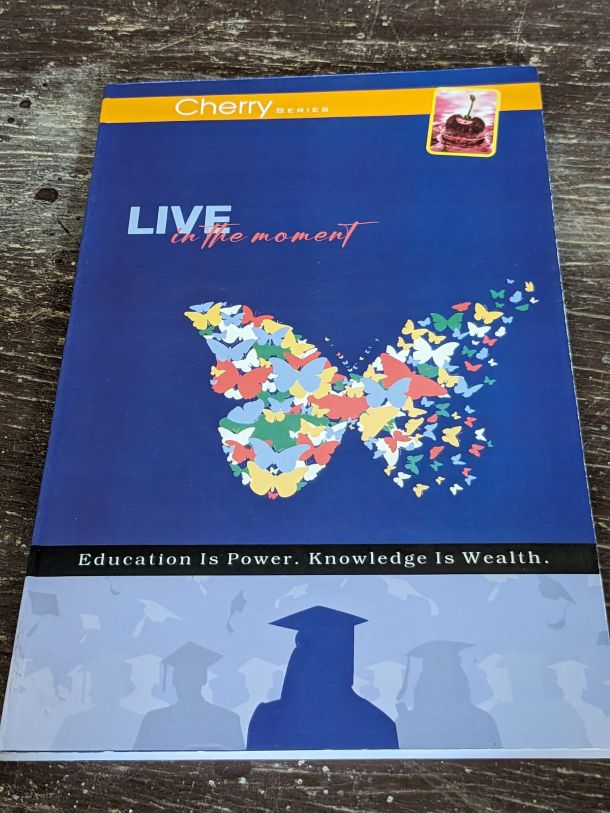 Cherry SERIES
LIVE
in the moment
Education Is Power. Knowledge Is Wealth.